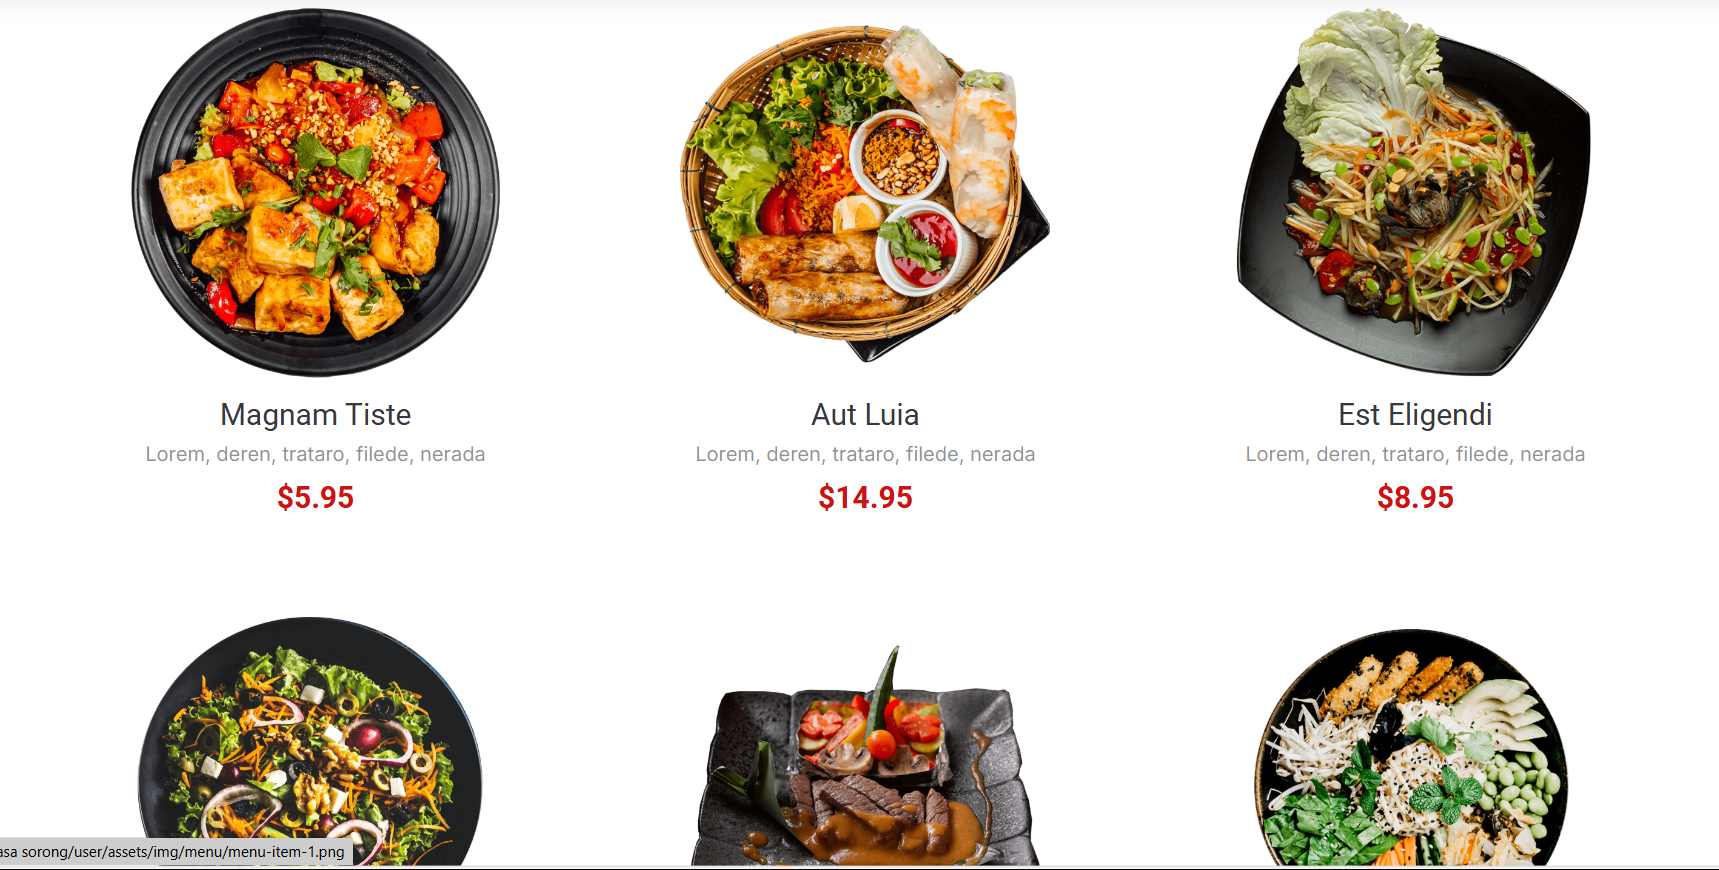 Magnam Tiste
Lorem, deren, trataro, filede, nerada
$5.95
Aut Luia
Lorem, deren, trataro, filede, nerada
$14.95
Est Eligendi
Lorem, deren, trataro, filede, nerada
$8.95
asa sorong/user/assets/img/menu/menu-item-1.png